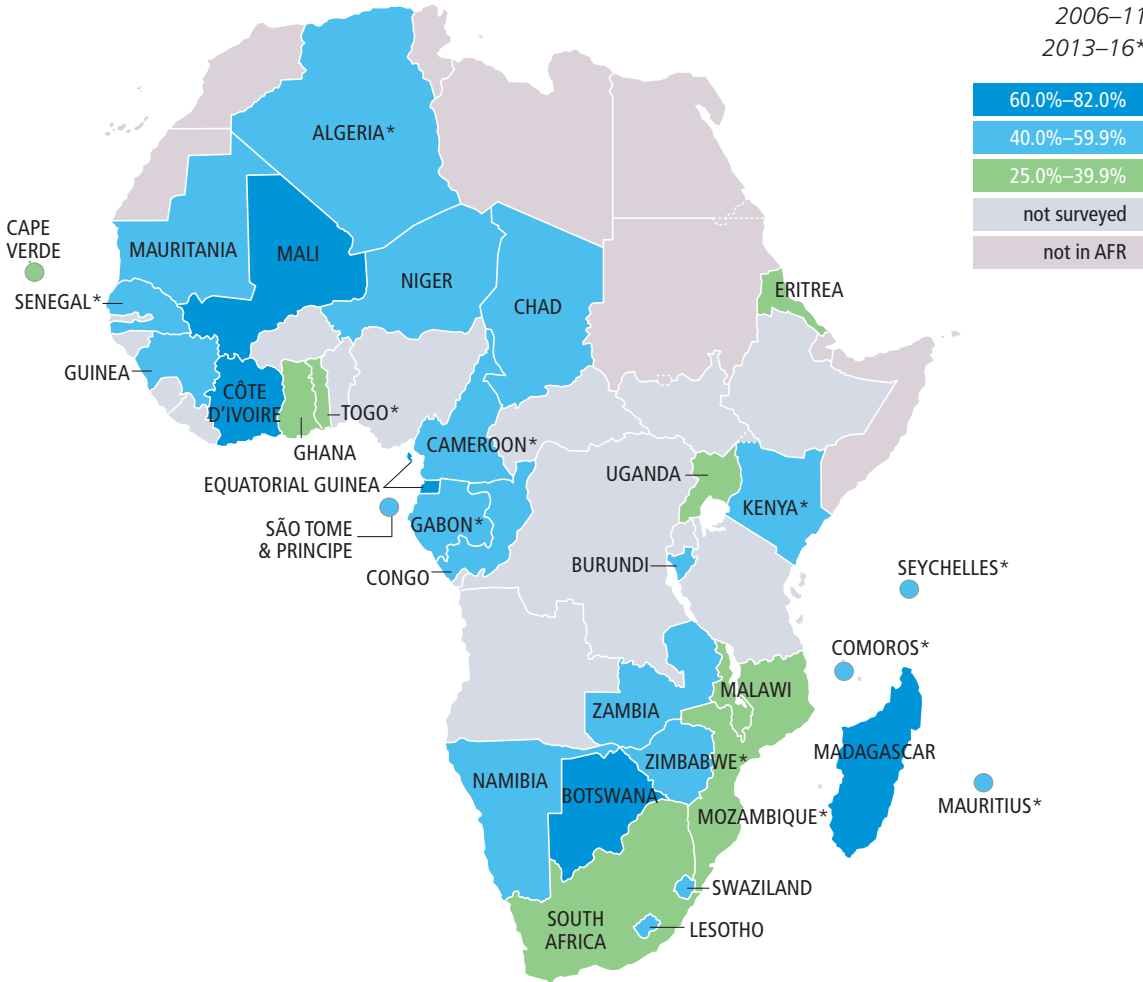 2006–11
2013–16*
60.0%–82.0%
40.0%–59.9%
25.0%–39.9%
not surveyed
not in AFR
ALGERIA*
CAPE
VERDE
MAURITANIA
MALI
NIGER
CHAD
SENEGAL*
ERITREA
GUINEA
CÔTE
D'IVOIRE
TOGO*
GHANA
CAMEROON*
EQUATORIAL GUINEA
UGANDA
KENYA*
SÃO TOME
& PRINCIPE
GABON*
CONGO
BURUNDI
SEYCHELLES*
COMOROS*
MALAWI
ZAMBIA
MADAGASCAR
ZIMBABWE*
NAMIBIA
BOTSWANA
MAURITIUS*
MOZAMBIQUE*
SWAZILAND
SOUTH
AFRICA
LESOTHO